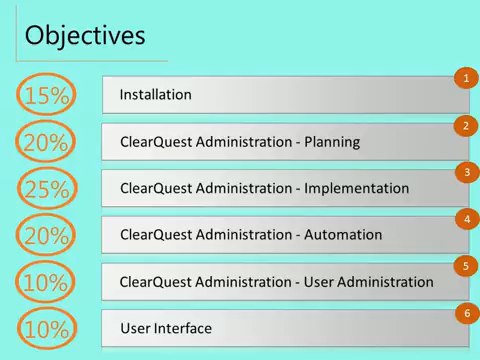 Objectives
15% Installation 1
20% ClearQuest Administration - Planning 2
25% ClearQuest Administration - Implementation 3
20% ClearQuest Administration - Automation 4
10% ClearQuest Administration - User Administration 5
10% User Interface 6